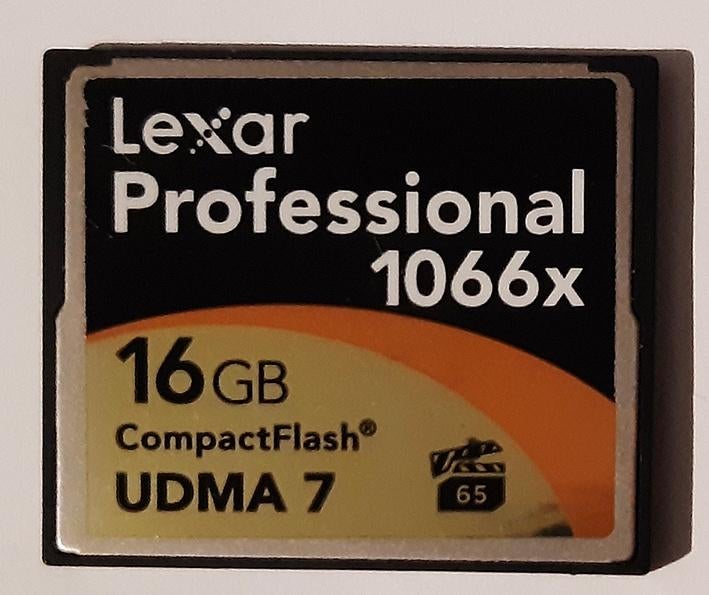 Lexar
Professional
1066x
16GB
CompactFlash®
UDMA 7
65